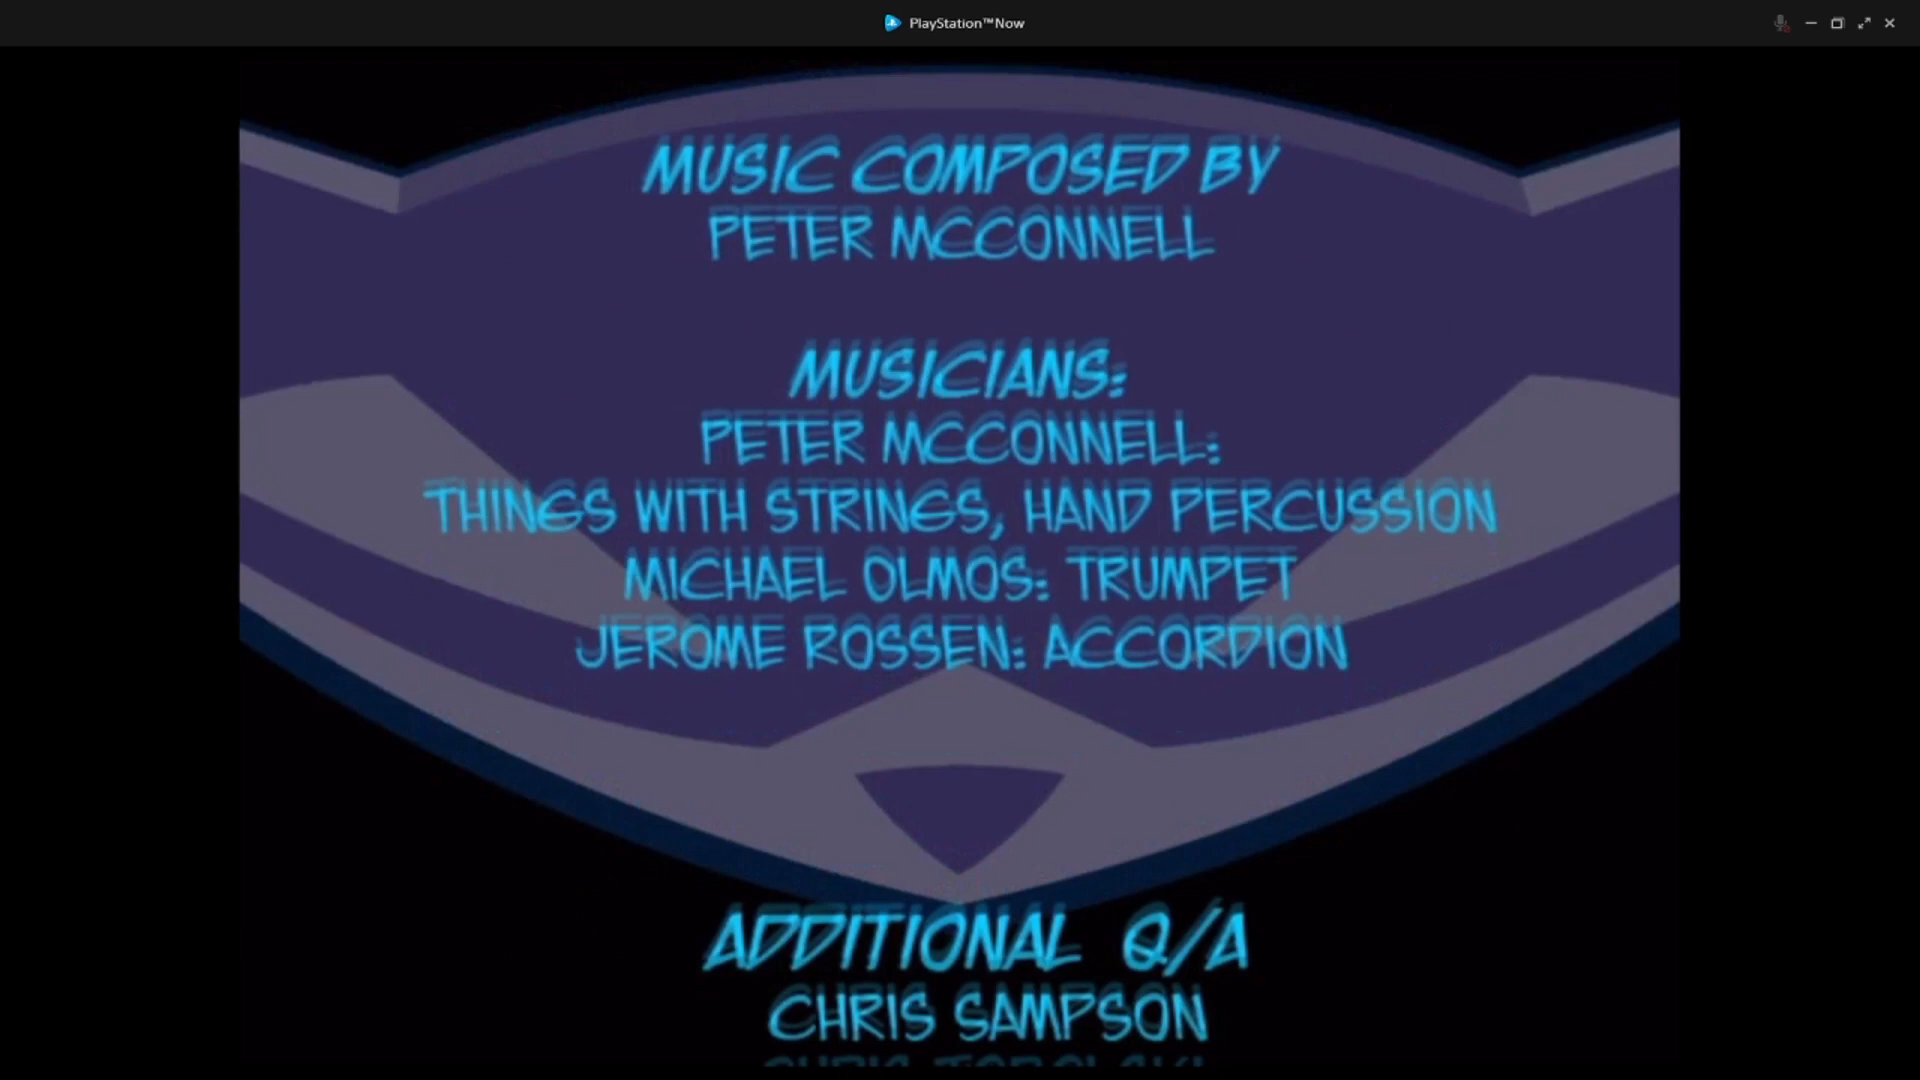 PlayStation™Now
MUSIC COMPOSED BY
PETER MCCONNELL
MUSICIANS:
PETER MCCONNELL:
THINGS WITH STRINGS, HAND PERCUSSION
MICHAEL OLMOS: TRUMPET
JEROME ROSSEN: ACCORDION
ADDITIONAL Q/A
CHRIS SAMPSON
CHRIS